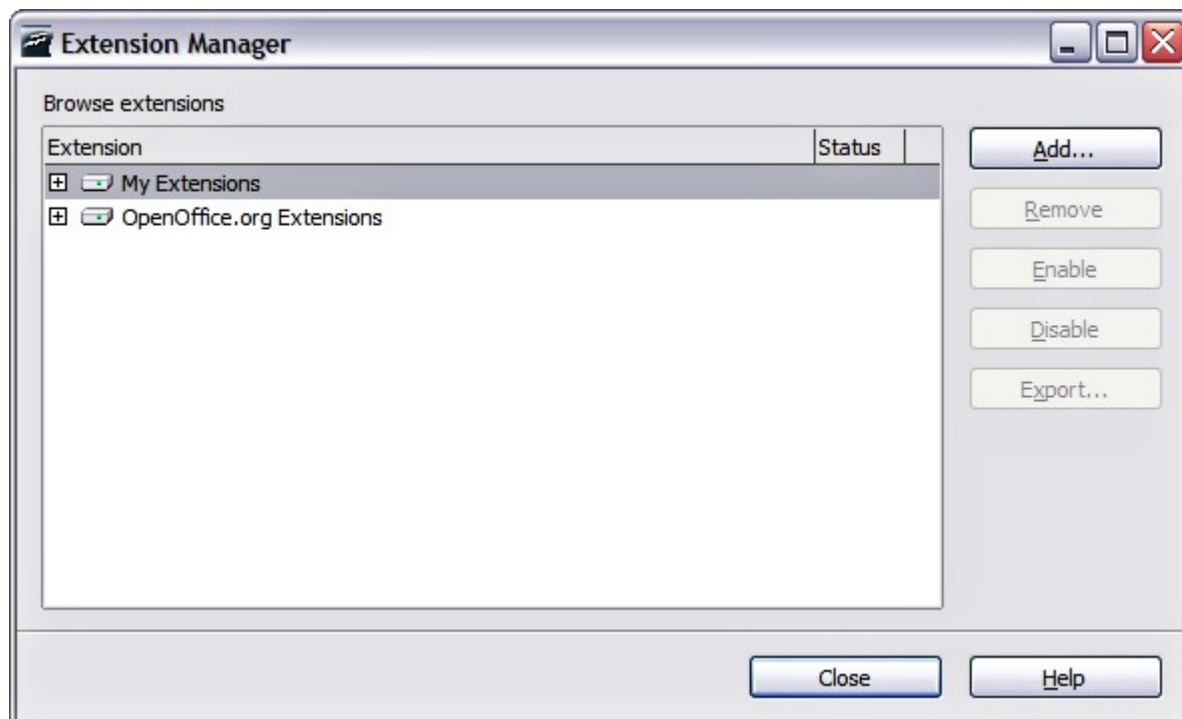 Extension Manager
Browse extensions
Extension Status
My Extensions
OpenOffice.org Extensions
Add...
Remove
Enable
Disable
Export...
Close Help